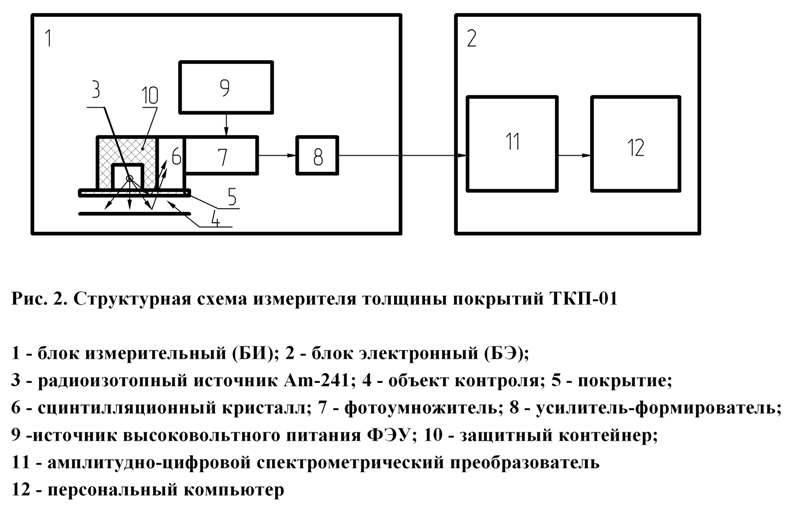 1
2
3
10
9
6
7
8
11
12
5
4
Рис. 2. Структурная схема измерителя толщины покрытий ТКП-01
1 - блок измерительный (БИ); 2 - блок электронный (БЭ);
3 - радиоизотопный источник Am-241; 4 - объект контроля; 5 - покрытие;
6 - сцинтилляционный кристалл; 7 - фотоумножитель; 8 - усилитель-формирователь;
9 -источник высоковольтного питания ФЭУ; 10 - защитный контейнер;
11 - амплитудно-цифровой спектрометрический преобразователь
12 - персональный компьютер